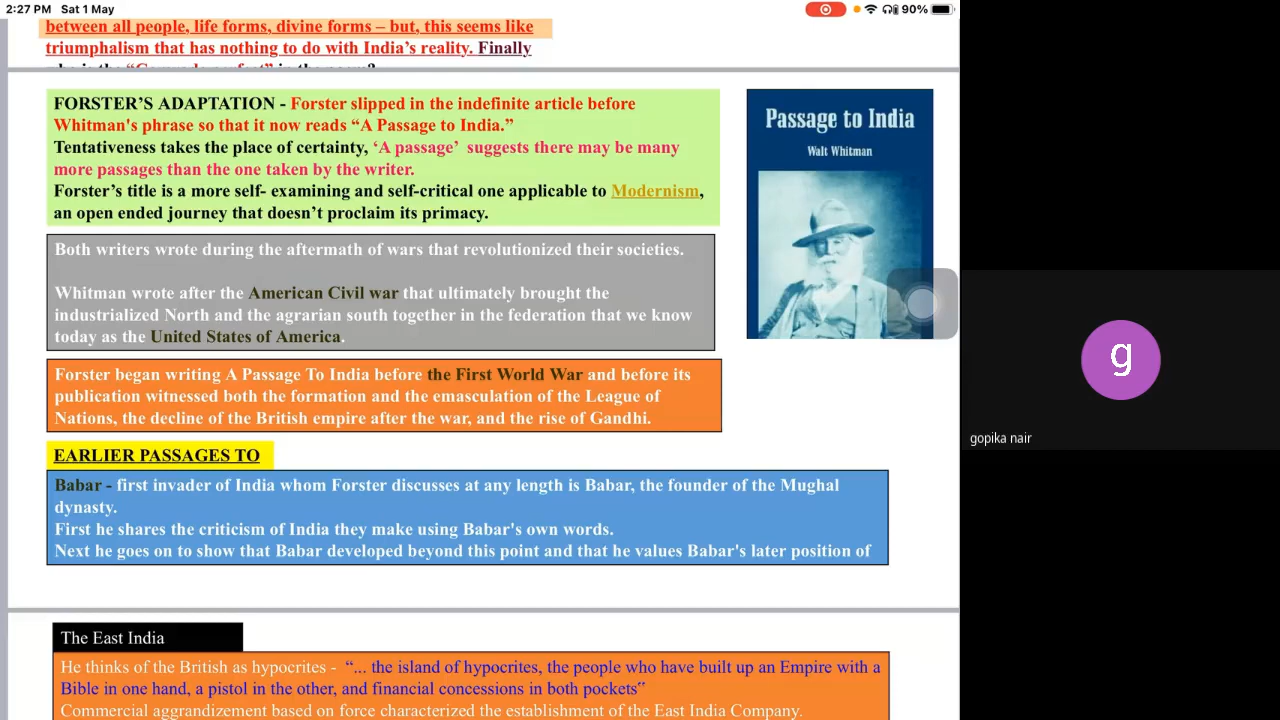 2:27 PM Sat 1 May
90%
between all people, life forms, divine forms – but, this seems like
triumphalism that has nothing to do with India's reality. Finally
who is the "Comrade perfect" in the poem?
FORSTER'S ADAPTATION - Forster slipped in the indefinite article before
Whitman's phrase so that it now reads "A Passage to India."
Tentativeness takes the place of certainty, 'A passage' suggests there may be many
more passages than the one taken by the writer.
Forster's title is a more self- examining and self-critical one applicable to Modernism,
an open ended journey that doesn't proclaim its primacy.
Passage to India
Walt Whitman
Both writers wrote during the aftermath of wars that revolutionized their societies.
Whitman wrote after the American Civil war that ultimately brought the
industrialized North and the agrarian south together in the federation that we know
today as the United States of America.
Forster began writing A Passage To India before the First World War and before its
publication witnessed both the formation and the emasculation of the League of
Nations, the decline of the British empire after the war, and the rise of Gandhi.
EARLIER PASSAGES TO
Babar - first invader of India whom Forster discusses at any length is Babar, the founder of the Mughal
dynasty.
First he shares the criticism of India they make using Babar's own words.
Next he goes on to show that Babar developed beyond this point and that he values Babar's later position of
The East India
He thinks of the British as hypocrites - "... the island of hypocrites, the people who have built up an Empire with a
Bible in one hand, a pistol in the other, and financial concessions in both pockets"
Commercial aggrandizement based on force characterized the establishment of the East India Company.
g
gopika nair